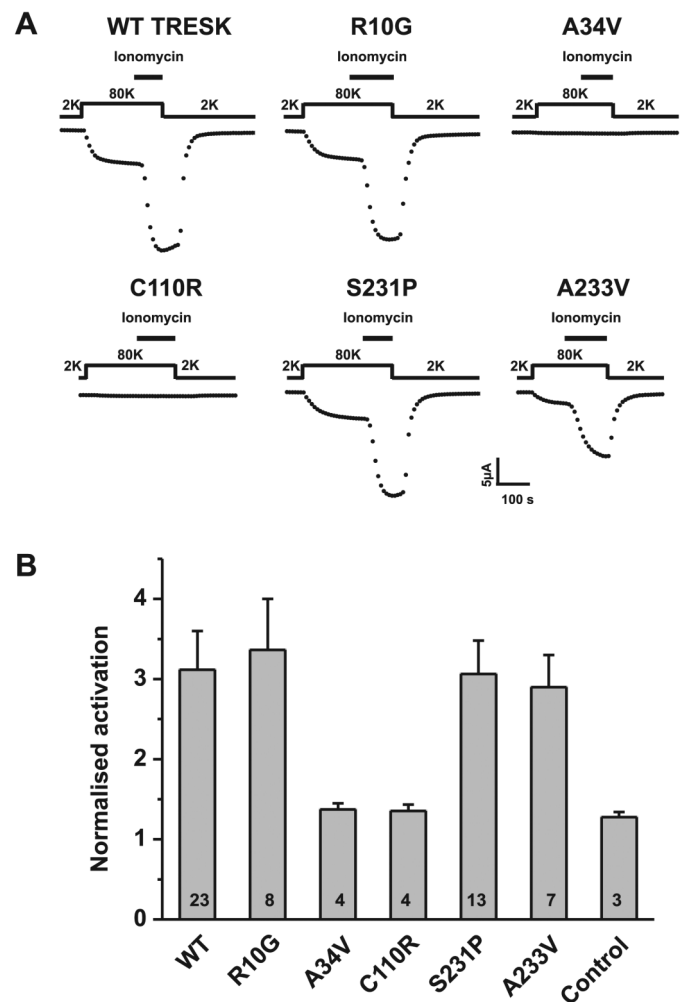 A
WT TRESK
R10G
A34V
Ionomycin
Ionomycin
Ionomycin
2K 80K 2K
2K 80K 2K
2K 80K 2K
C110R
S231P
A233V
Ionomycin
Ionomycin
Ionomycin
2K 80K 2K
2K 80K 2K
2K 80K 2K
5µA
100 s
B
Normalised activation
4
3
2
1
0
23 8 4 4 13 7 3
WT R10G A34V C110R S231P A233V Control